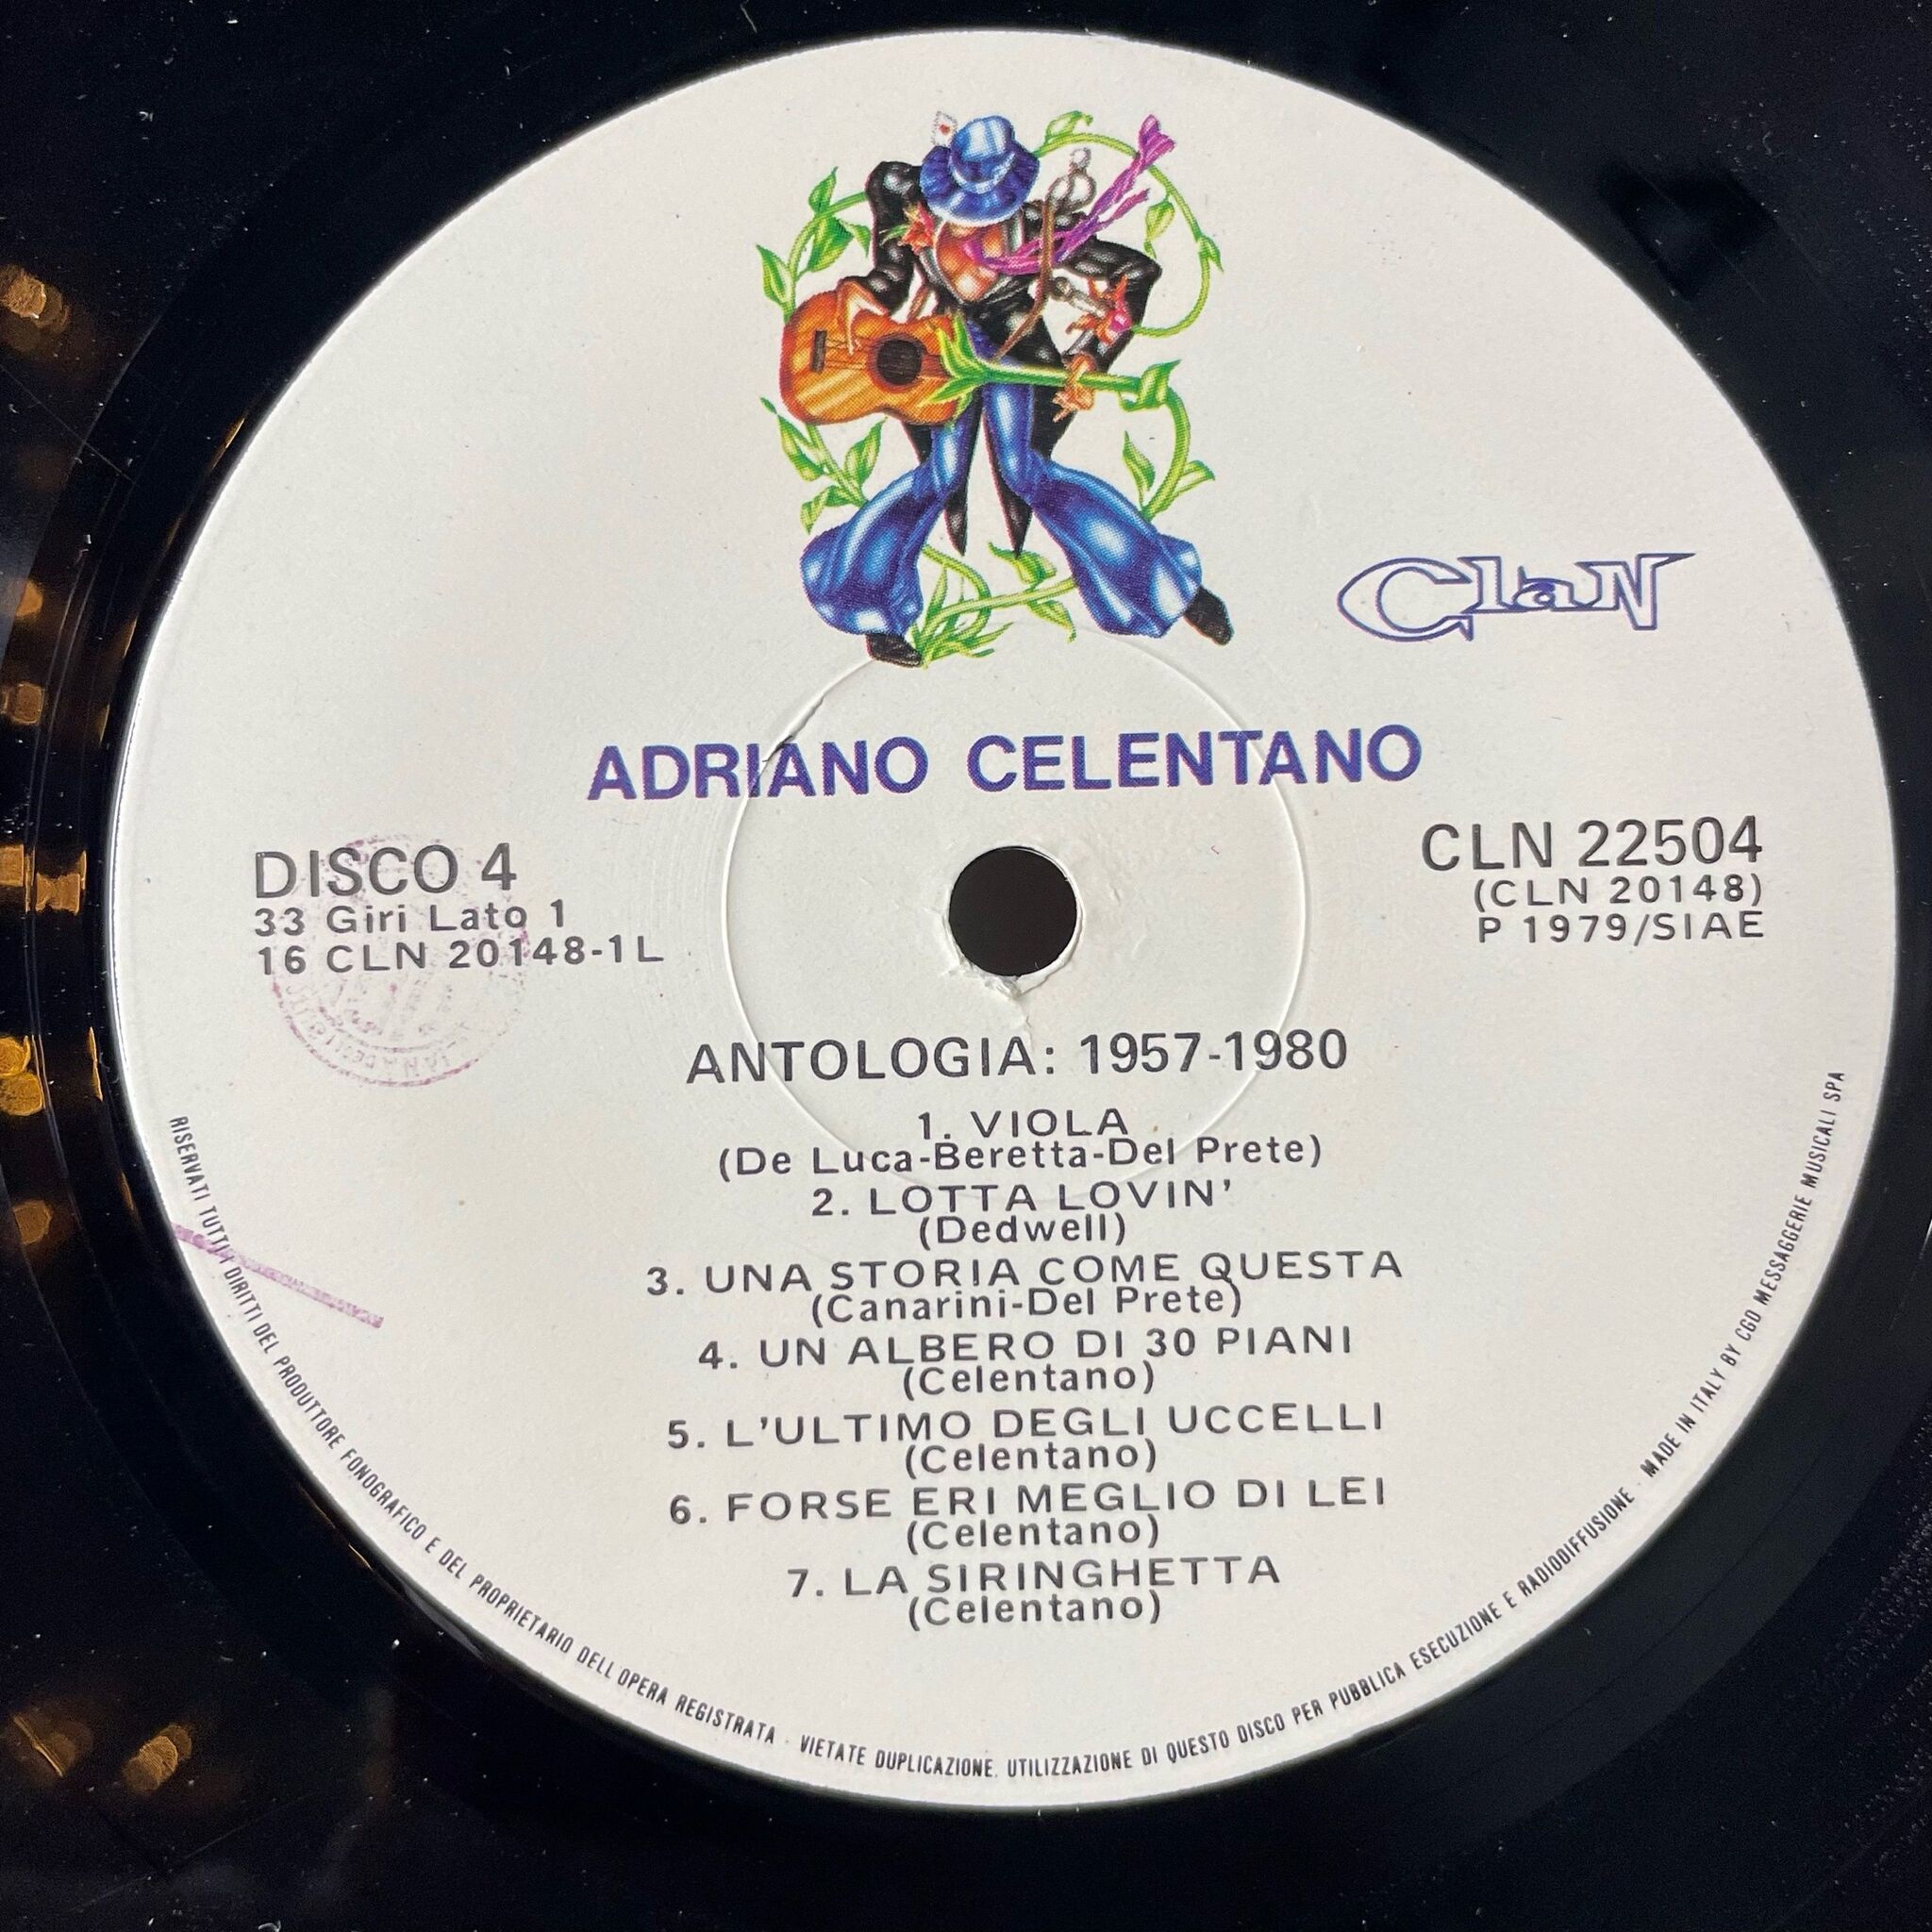 Clan
ADRIANO CELENTANO
DISCO 4
33 Giri Lato 1
16 CLN 20148-1L
CLN 22504
(CLN 20148)
P 1979/SIAE
ANTOLOGIA: 1957-1980
1. VIOLA
(De Luca-Beretta-Del Prete)
2. LOTTA LOVIN'
(Dedwell)
3. UNA STORIA COME QUESTA
(Canarini-Del Prete)
4. UN ALBERO DI 30 PIANI
(Celentano)
5. L'ULTIMO DEGLI UCCELLI
(Celentano)
6. FORSE ERI MEGLIO DI LEI
(Celentano)
7. LA SIRINGHETTA
(Celentano)
RISERVATI TUTTI I DIRITTI DEL PRODUTTORE FONOGRAFICO E DEL PROPRIETARIO DELL OPERA REGISTRATA · VIETATE DUPLICAZIONE. UTILIZZAZIONE DI QUESTO DISCO PER PUBBLICA ESECUZIONE E RADIODIFFUSIONE · MADE IN ITALY BY CGD MESSAGGERIE MUSICALI SPA